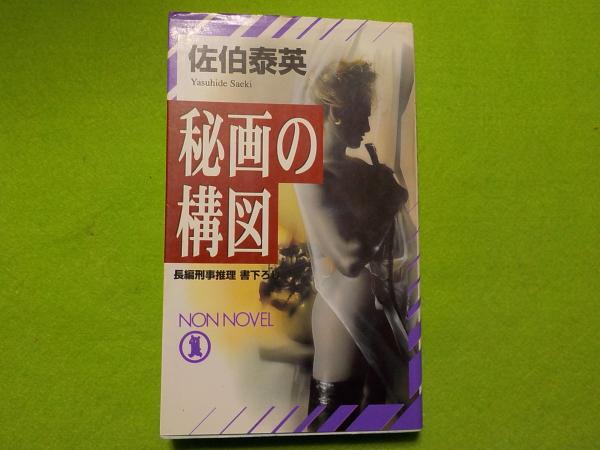 佐伯泰英
Yasuhide Saeki
秘画の
構図
長編刑事推理 書下ろし
NON NOVEL